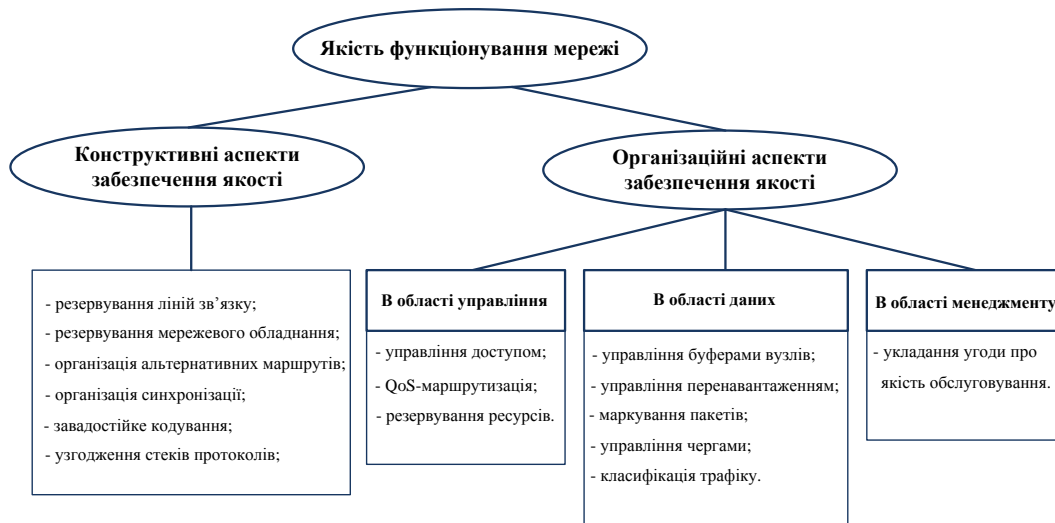 Якість функціонування мережі
Конструктивні аспекти
забезпечення якості
Організаційні аспекти
забезпечення якості
- резервування ліній зв'язку;
- резервування мережевого обладнання;
- організація альтернативних маршрутів;
- організація синхронізації;
- завадостійке кодування;
- узгодження стеків протоколів;
В області управління
- управління доступом;
- QoS-маршрутизація;
- резервування ресурсів.
В області даних
- управління буферами вузлів;
- управління перенавантаженням;
- маркування пакетів;
- управління чергами;
- класифікація трафіку.
В області менеджменту
- укладання угоди про
якість обслуговування.